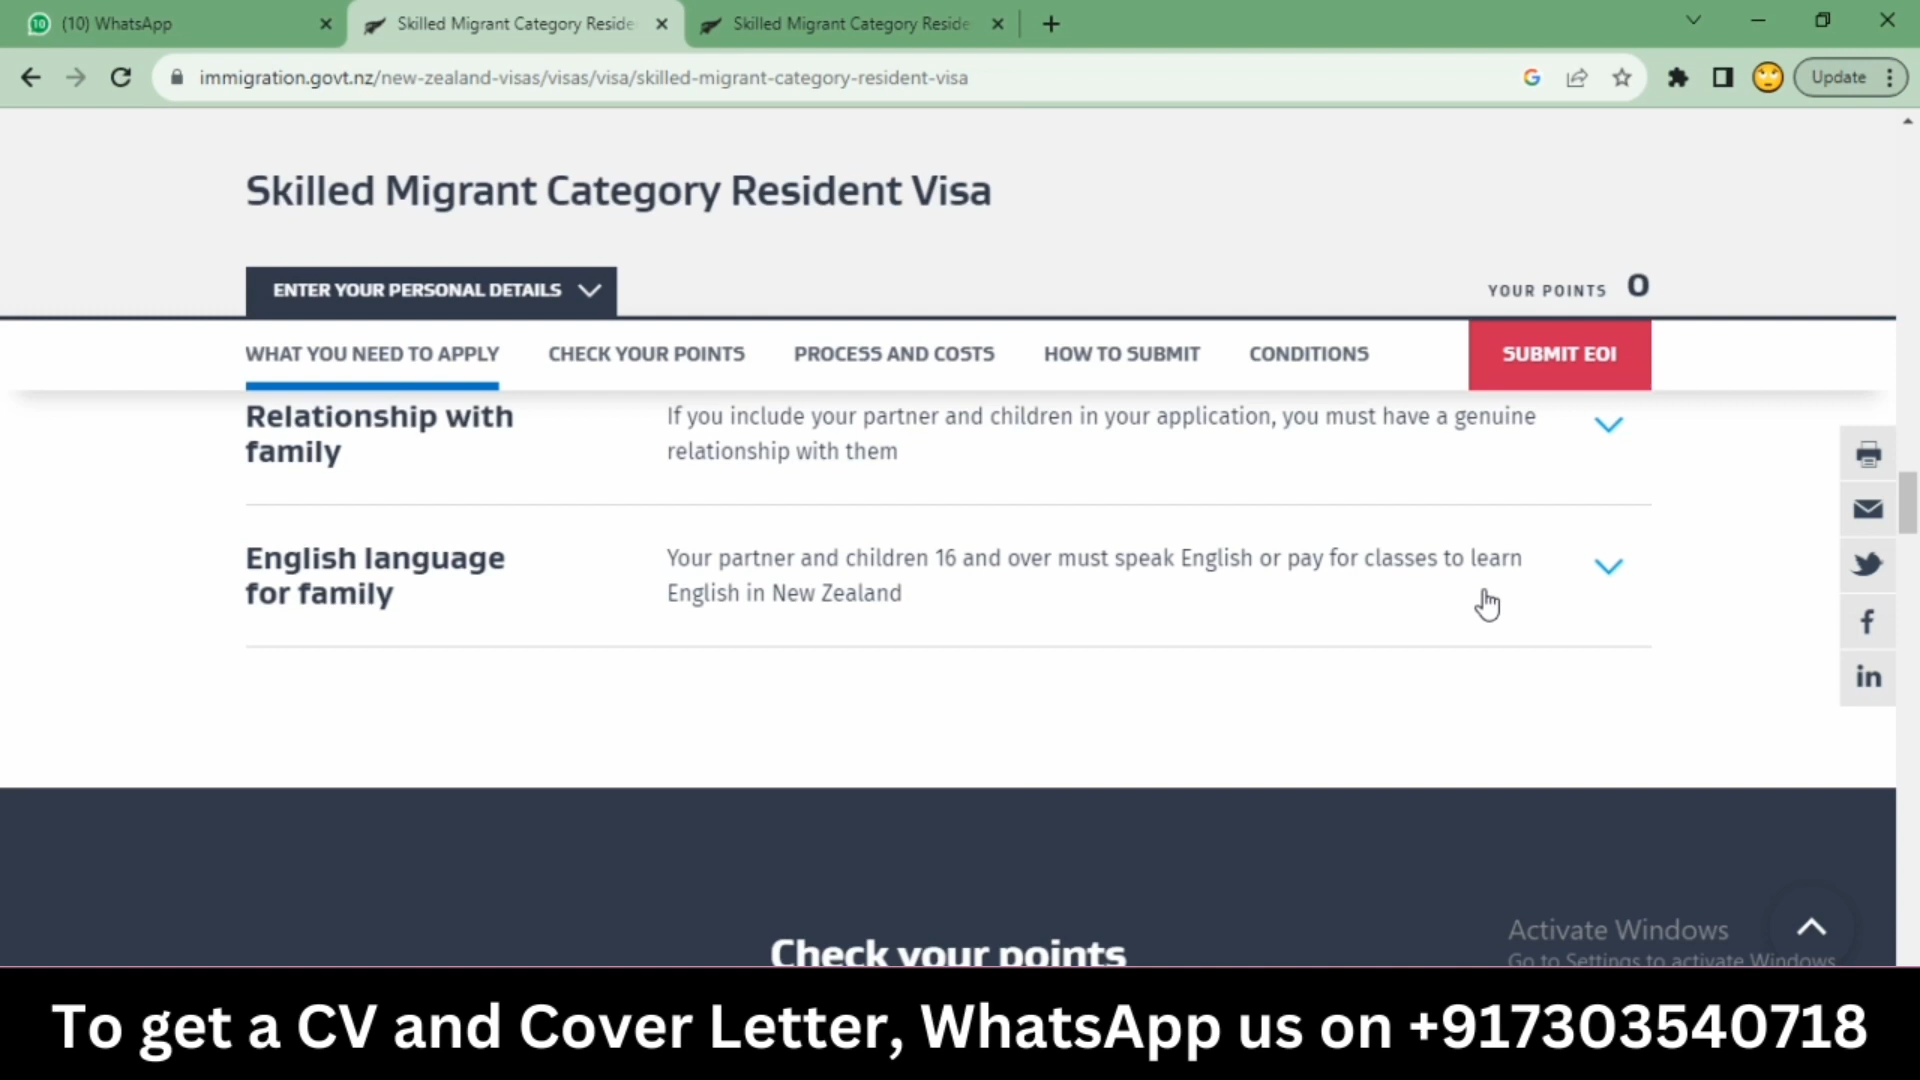 10 (10) WhatsApp
Skilled Migrant Category Reside
Skilled Migrant Category Reside
immigration.govt.nz/new-zealand-visas/visas/visa/skilled-migrant-category-resident-visa
Update
Skilled Migrant Category Resident Visa
ENTER YOUR PERSONAL DETAILS
YOUR POINTS 0
WHAT YOU NEED TO APPLY
CHECK YOUR POINTS
PROCESS AND COSTS
HOW TO SUBMIT
CONDITIONS
SUBMIT EOI
Relationship with
family
If you include your partner and children in your application, you must have a genuine
relationship with them
English language
for family
Your partner and children 16 and over must speak English or pay for classes to learn
English in New Zealand
Check your points
Activate Windows
Go to Settings to activate Windows.
To get a CV and Cover Letter, WhatsApp us on +917303540718